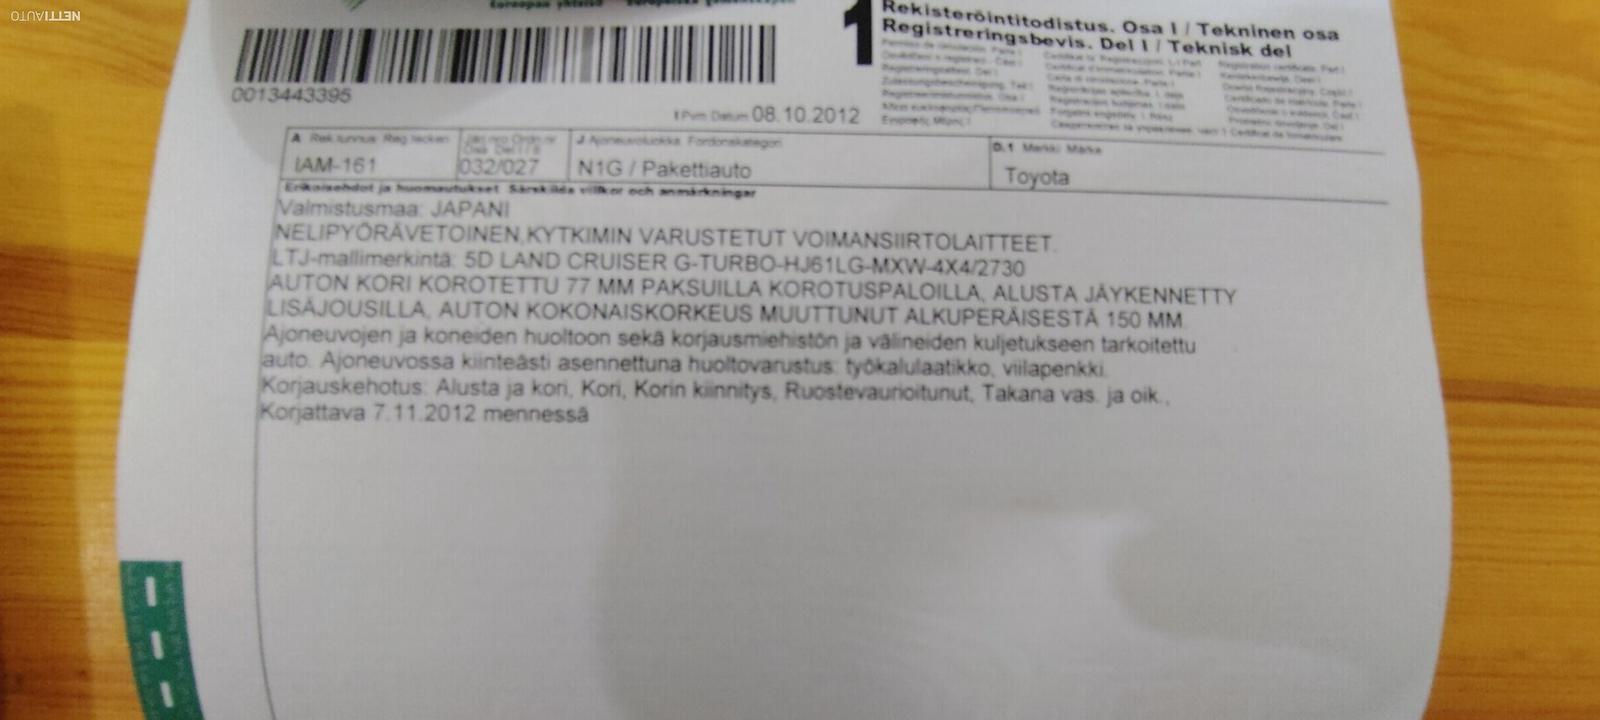 NETTIAUTO
Euroopan yhteisö Europeiska gemenskapen
1
Rekisteröintitodistus. Osa I / Tekninen osa
Registreringsbevis. Del I / Teknisk del
0013443395
I Pvm Datum 08.10.2012
A Rek.tunnus Reg.tecken
J Ajoneuvoluokka Fordonskategori
D.1 Merkki Märke
IAM-161
032/027
N1G / Pakettiauto
Toyota
Erikoisehdot ja huomautukset Särskilda villkor och anmärkningar
Valmistusmaa: JAPANI
NELIPYÖRÄVETOINEN,KYTKIMIN VARUSTETUT VOIMANSIIRTOLAITTEET.
LTJ-mallimerkintä: 5D LAND CRUISER G-TURBO-HJ61LG-MXW-4X4/2730
AUTON KORI KOROTETTU 77 MM PAKSUILLA KOROTUSPALOILLA, ALUSTA JÄYKENNETTY
LISÄJOUSILLA, AUTON KOKONAISKORKEUS MUUTTUNUT ALKUPERÄISESTÄ 150 MM.
Ajoneuvojen ja koneiden huoltoon sekä korjausmiehistön ja välineiden kuljetukseen tarkoitettu
auto. Ajoneuvossa kiinteästi asennettuna huoltovarustus: työkalulaatikko, viilapenkki.
Korjauskehotus: Alusta ja kori, Kori, Korin kiinnitys, Ruostevaurioitunut, Takana vas. ja oik.,
Korjattava 7.11.2012 mennessä